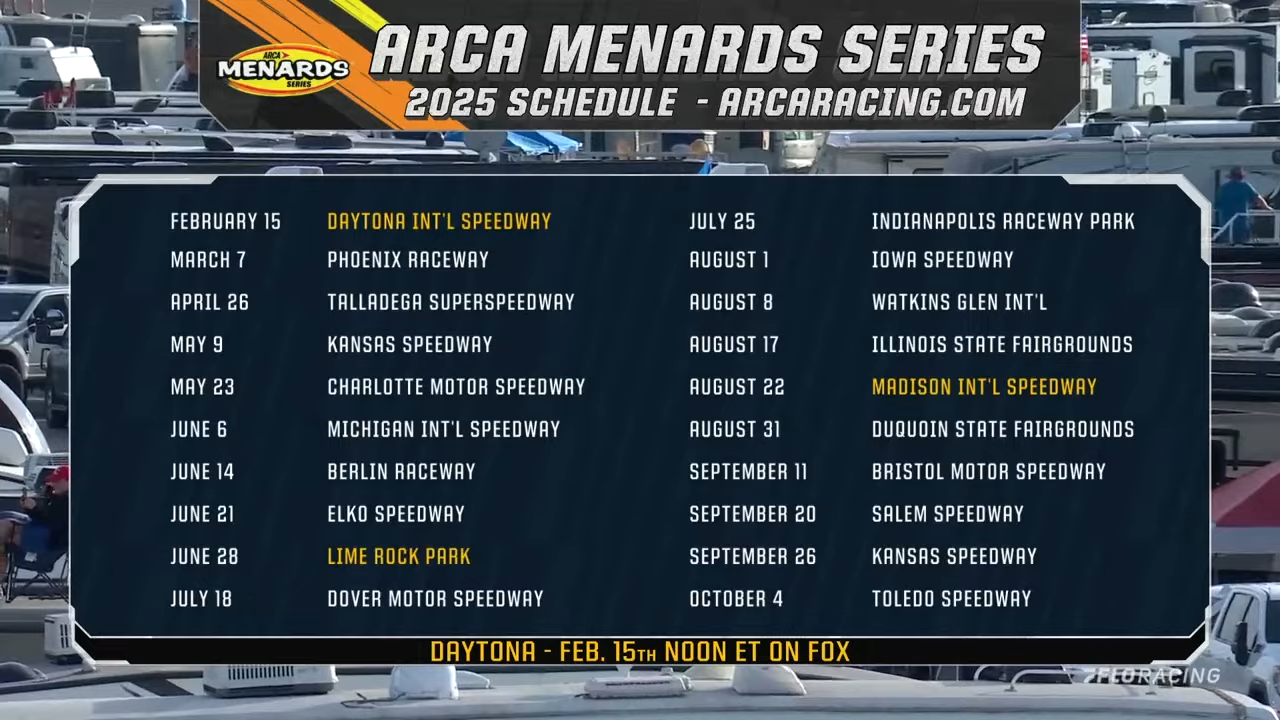 ARCA
MENARDS
SERIES
ARCA MENARDS SERIES
2025 SCHEDULE - ARCARACING.COM
FEBRUARY 15 DAYTONA INT'L SPEEDWAY
MARCH 7 PHOENIX RACEWAY
APRIL 26 TALLADEGA SUPERSPEEDWAY
MAY 9 KANSAS SPEEDWAY
MAY 23 CHARLOTTE MOTOR SPEEDWAY
JUNE 6 MICHIGAN INT'L SPEEDWAY
JUNE 14 BERLIN RACEWAY
JUNE 21 ELKO SPEEDWAY
JUNE 28 LIME ROCK PARK
JULY 18 DOVER MOTOR SPEEDWAY
JULY 25 INDIANAPOLIS RACEWAY PARK
AUGUST 1 IOWA SPEEDWAY
AUGUST 8 WATKINS GLEN INT'L
AUGUST 17 ILLINOIS STATE FAIRGROUNDS
AUGUST 22 MADISON INT'L SPEEDWAY
AUGUST 31 DUQUOIN STATE FAIRGROUNDS
SEPTEMBER 11 BRISTOL MOTOR SPEEDWAY
SEPTEMBER 20 SALEM SPEEDWAY
SEPTEMBER 26 KANSAS SPEEDWAY
OCTOBER 4 TOLEDO SPEEDWAY
DAYTONA - FEB. 15TH NOON ET ON FOX
FLORACING